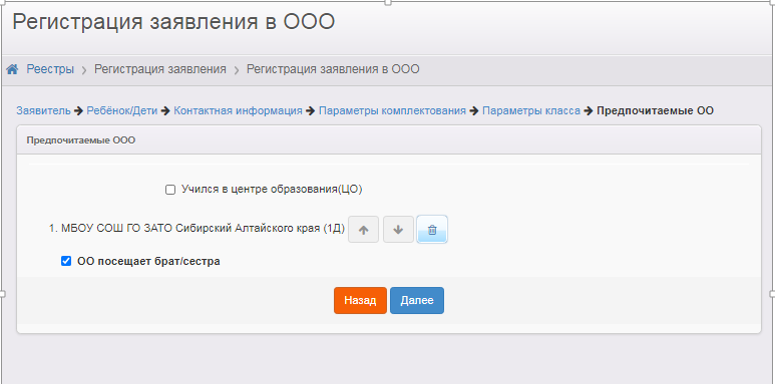 Регистрация заявления в ООО
Реестры > Регистрация заявления > Регистрация заявления в ООО
Заявитель → Ребёнок/Дети → Контактная информация → Параметры комплектования → Параметры класса → Предпочитаемые ОО
Предпочитаемые ООО
Учился в центре образования(ЦО)
1. МБОУ СОШ ГО ЗАТО Сибирский Алтайского края (1Д)
ОО посещает брат/сестра
Назад Далее